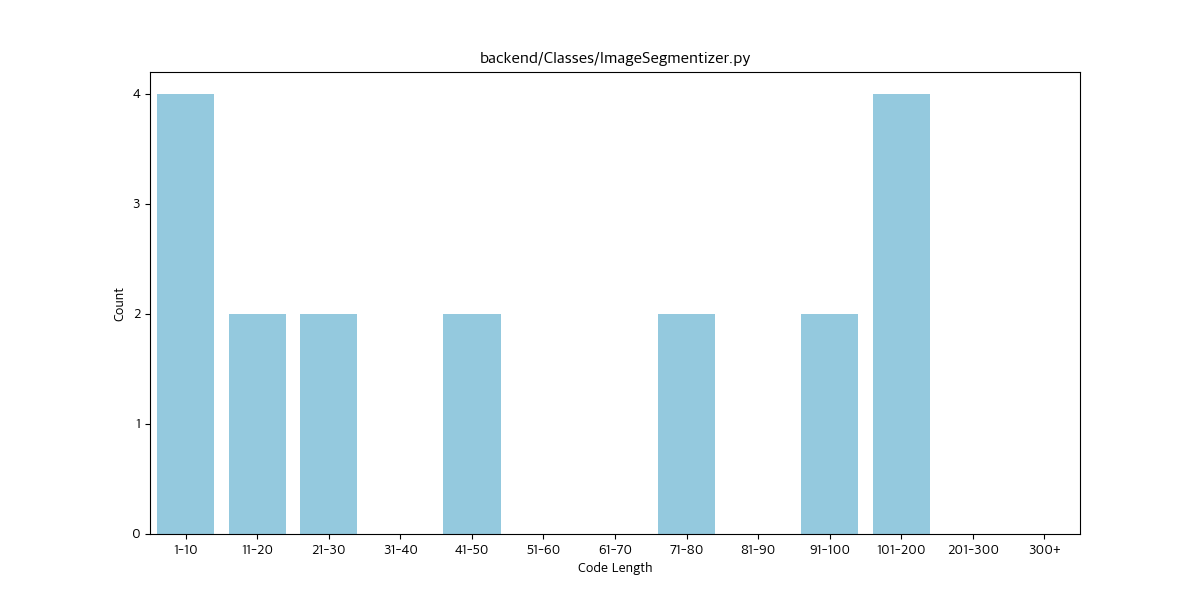 backend/Classes/ImageSegmentizer.py
4
3
2
1
0
Count
1-10 11-20 21-30 31-40 41-50 51-60 61-70 71-80 81-90 91-100 101-200 201-300 300+
Code Length